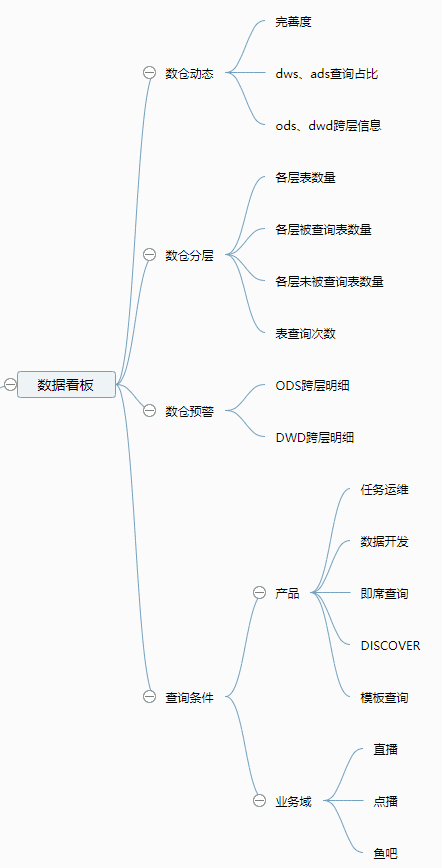 数据看板
数仓动态
完善度
dws、ads查询占比
ods、dwd跨层信息
数仓分层
各层表数量
各层被查询表数量
各层未被查询表数量
表查询次数
数仓预警
ODS跨层明细
DWD跨层明细
查询条件
产品
任务运维
数据开发
即席查询
DISCOVER
模板查询
业务域
直播
点播
鱼吧